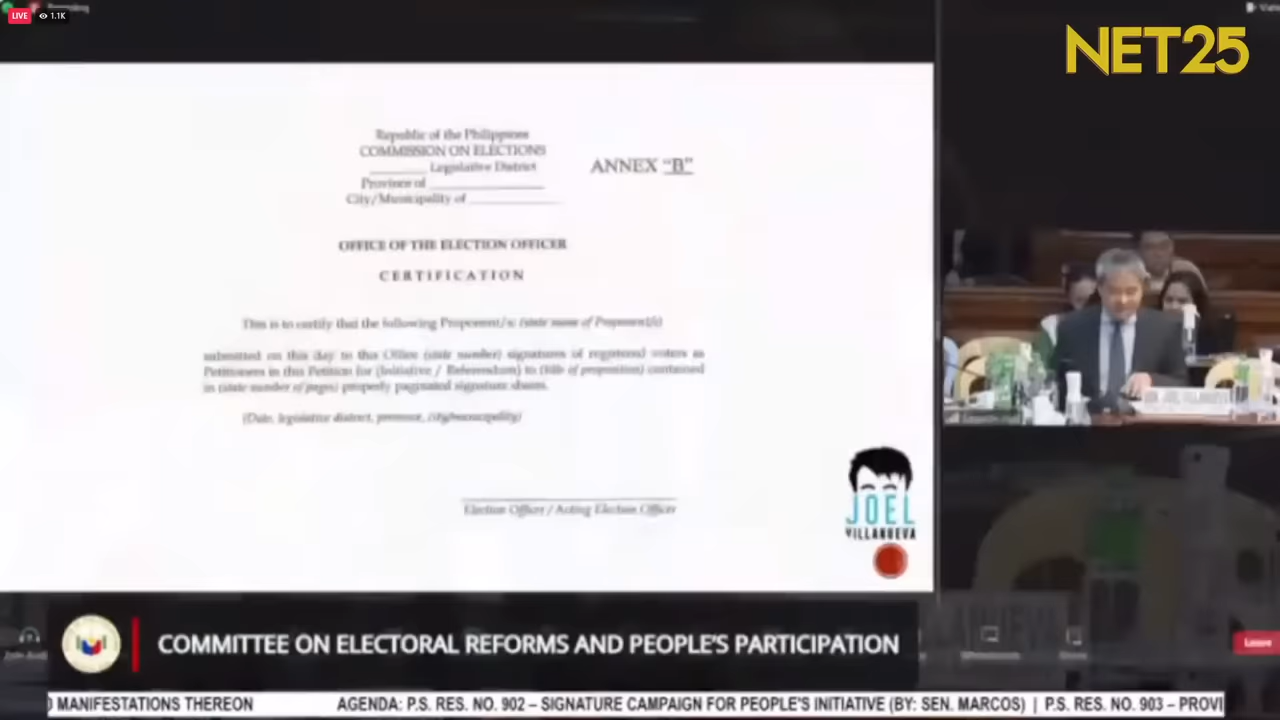 LIVE 1.1K
NET25
Republic of the Philippines
COMMISSION ON ELECTIONS
Legislative District
Province of
City/Municipality of
ANNEX "B"
OFFICE OF THE ELECTION OFFICER
CERTIFICATION
This is to certify that the following Proponent/s: (state name of Proponent/s)
submitted on this day to this Office (state number) signatures of registered voters as
Petitioners in this Petition for (Initiative / Referendum) to (title of proposition) contained
in (state number of pages) properly paginated signature sheets.
(Date, legislative district, province, city/municipality)
Election Officer / Acting Election Officer
JOEL
VILLANUEVA
Leave
COMMITTEE ON ELECTORAL REFORMS AND PEOPLE'S PARTICIPATION
MANIFESTATIONS THEREON AGENDA: P.S. RES. NO. 902 – SIGNATURE CAMPAIGN FOR PEOPLE'S INITIATIVE (BY: SEN. MARCOS) | P.S. RES. NO. 903 –